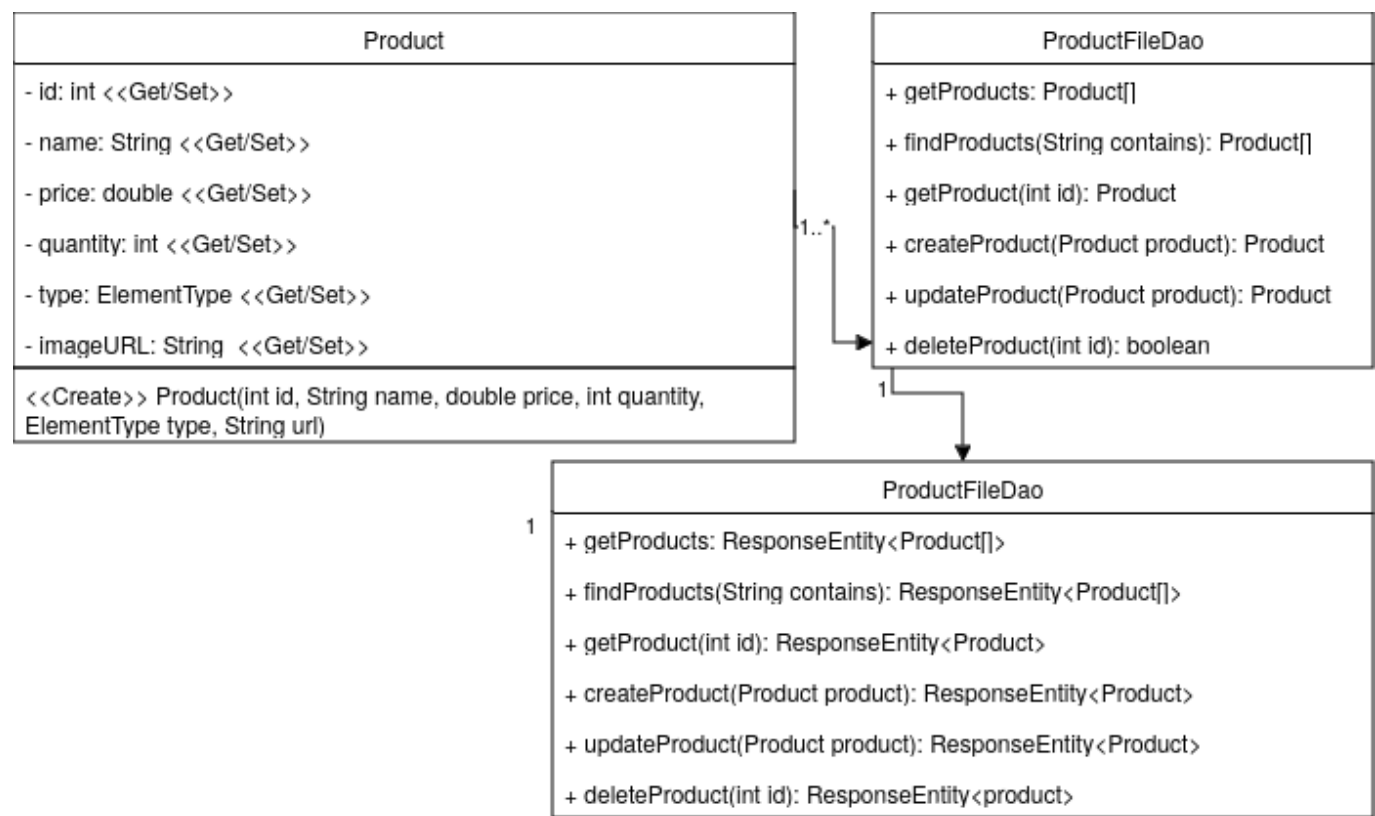 Product
- id: int <<Get/Set>>
- name: String <<Get/Set>>
- price: double <<Get/Set>>
- quantity: int <<Get/Set>>
- type: ElementType <<Get/Set>>
- imageURL: String <<Get/Set>>
<<Create>> Product(int id, String name, double price, int quantity,
ElementType type, String url)
1..*
ProductFileDao
+ getProducts: Product[]
+ findProducts(String contains): Product[]
+ getProduct(int id): Product
+ createProduct(Product product): Product
+ updateProduct(Product product): Product
+ deleteProduct(int id): boolean
1
1
ProductFileDao
+ getProducts: ResponseEntity<Product[]>
+ findProducts(String contains): ResponseEntity<Product[]>
+ getProduct(int id): ResponseEntity<Product>
+ createProduct(Product product): ResponseEntity<Product>
+ updateProduct(Product product): ResponseEntity<Product>
+ deleteProduct(int id): ResponseEntity<product>